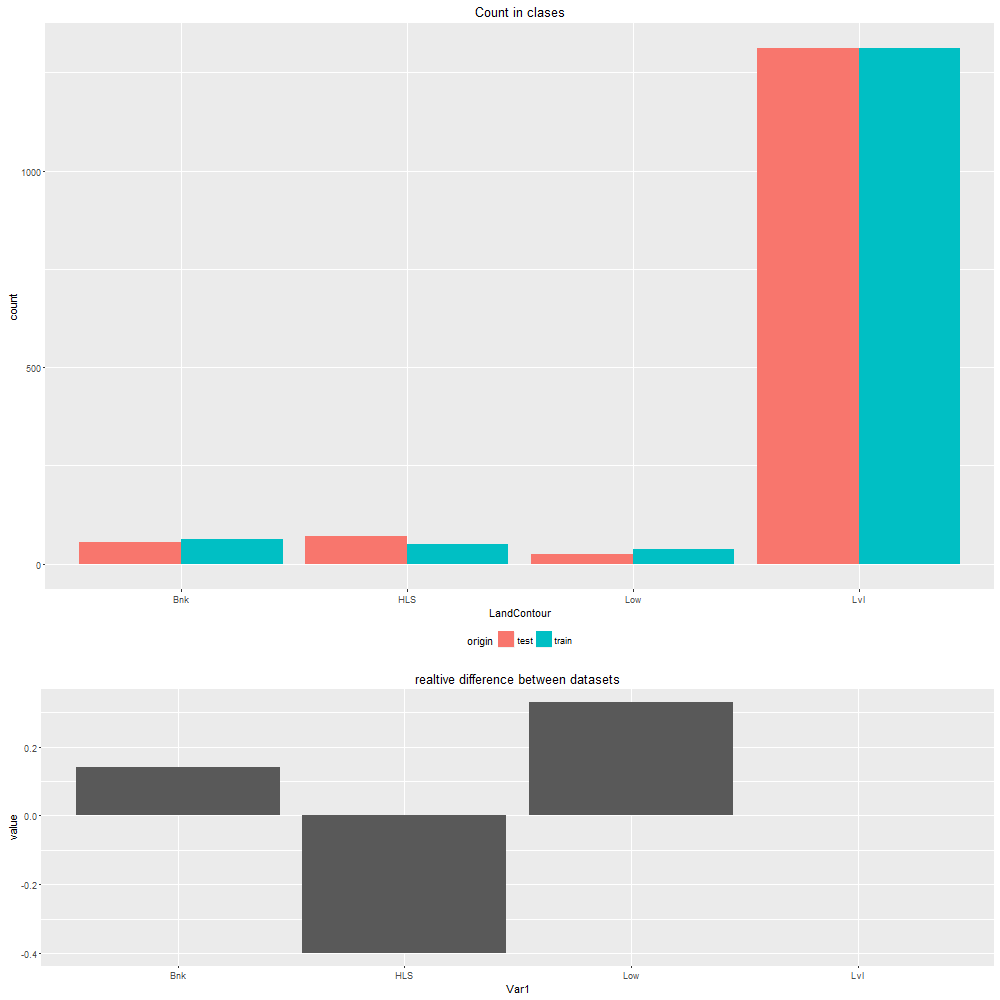 Count in clases
count
1000
500
0
Bnk HLS Low Lvl
LandContour
origin test train
realtive difference between datasets
value
0.2
0.0
-0.2
-0.4
Bnk HLS Low Lvl
Var1